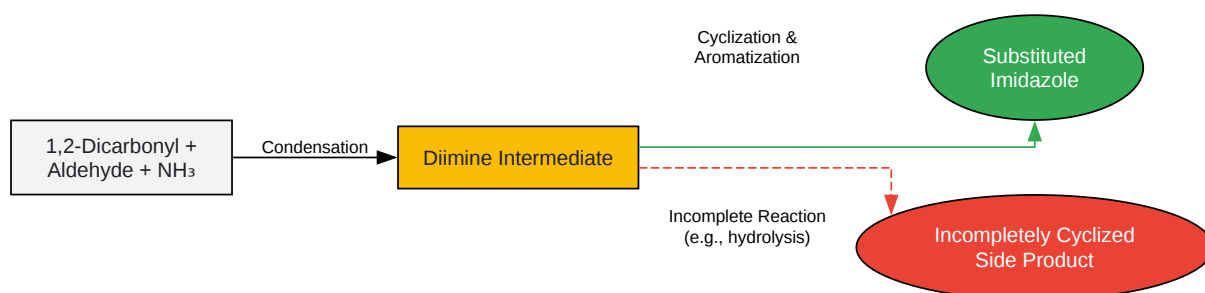 1,2-Dicarbonyl +
Aldehyde + NH₃
Condensation
Diimine Intermediate
Cyclization &
Aromatization
Substituted
Imidazole
Incomplete Reaction
(e.g., hydrolysis)
Incompletely Cyclized
Side Product